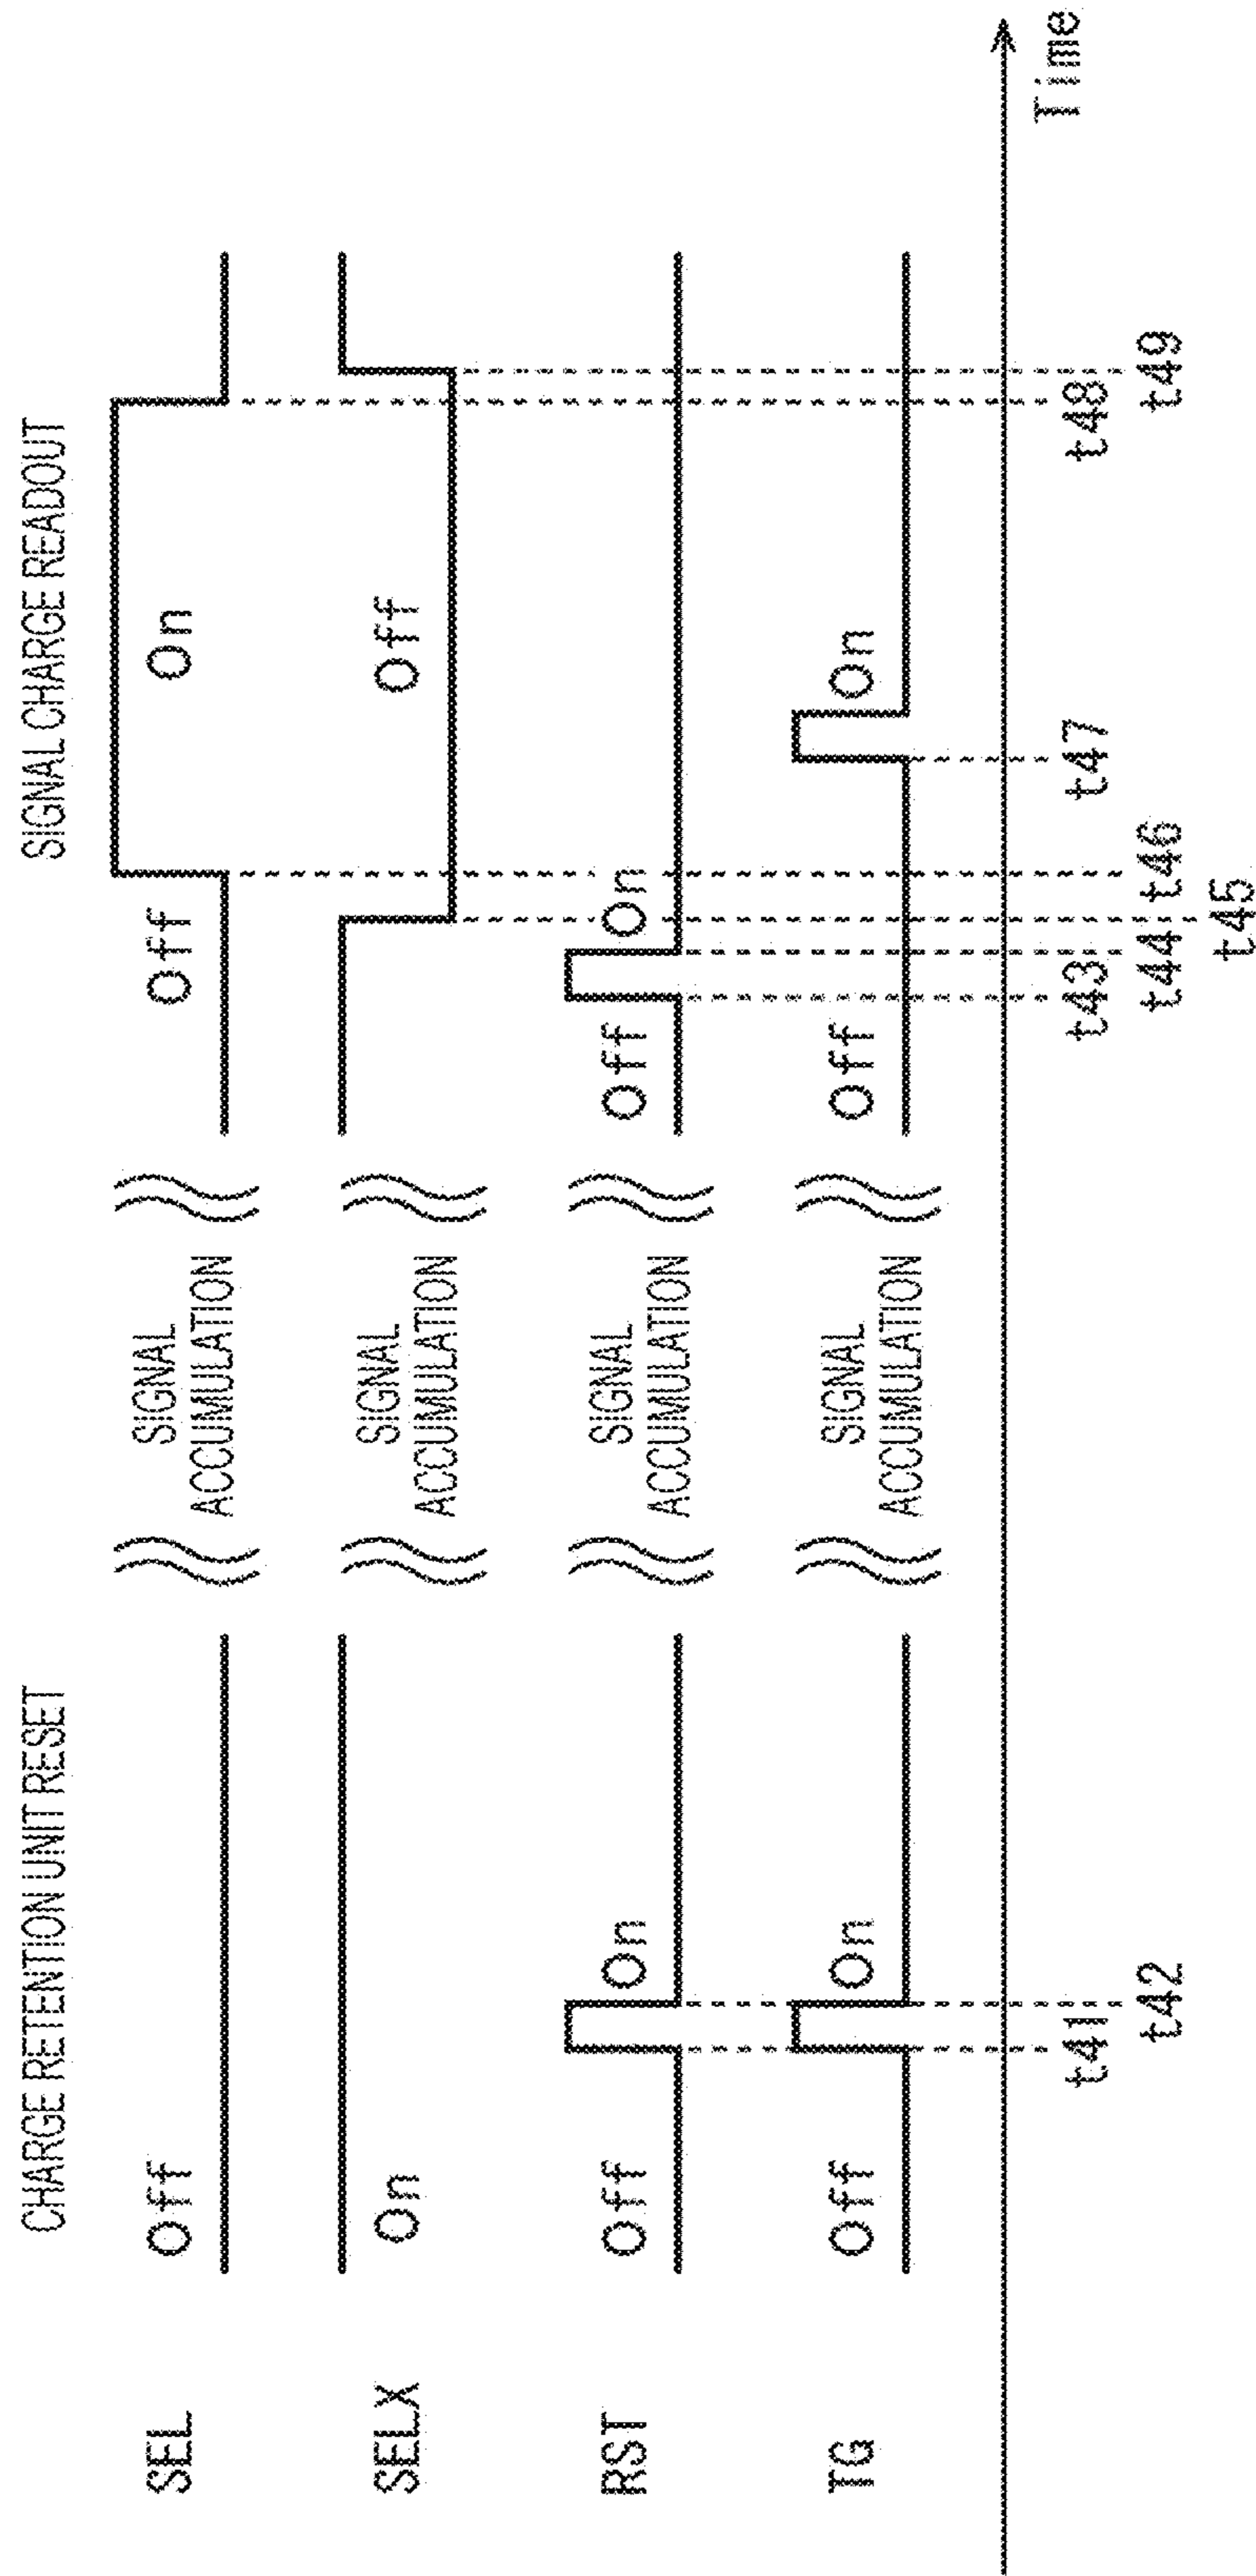 CHARGE RETENTION UNIT RESET
SIGNAL CHARGE READOUT
SEL
Off
SIGNAL
ACCUMULATION
Off
On
SELX
On
SIGNAL
ACCUMULATION
Off
RST
Off
On
SIGNAL
ACCUMULATION
Off
On
TG
Off
On
SIGNAL
ACCUMULATION
Off
On
Time
t41
t43
t47
t48
t42
t44
t46
t49
t45